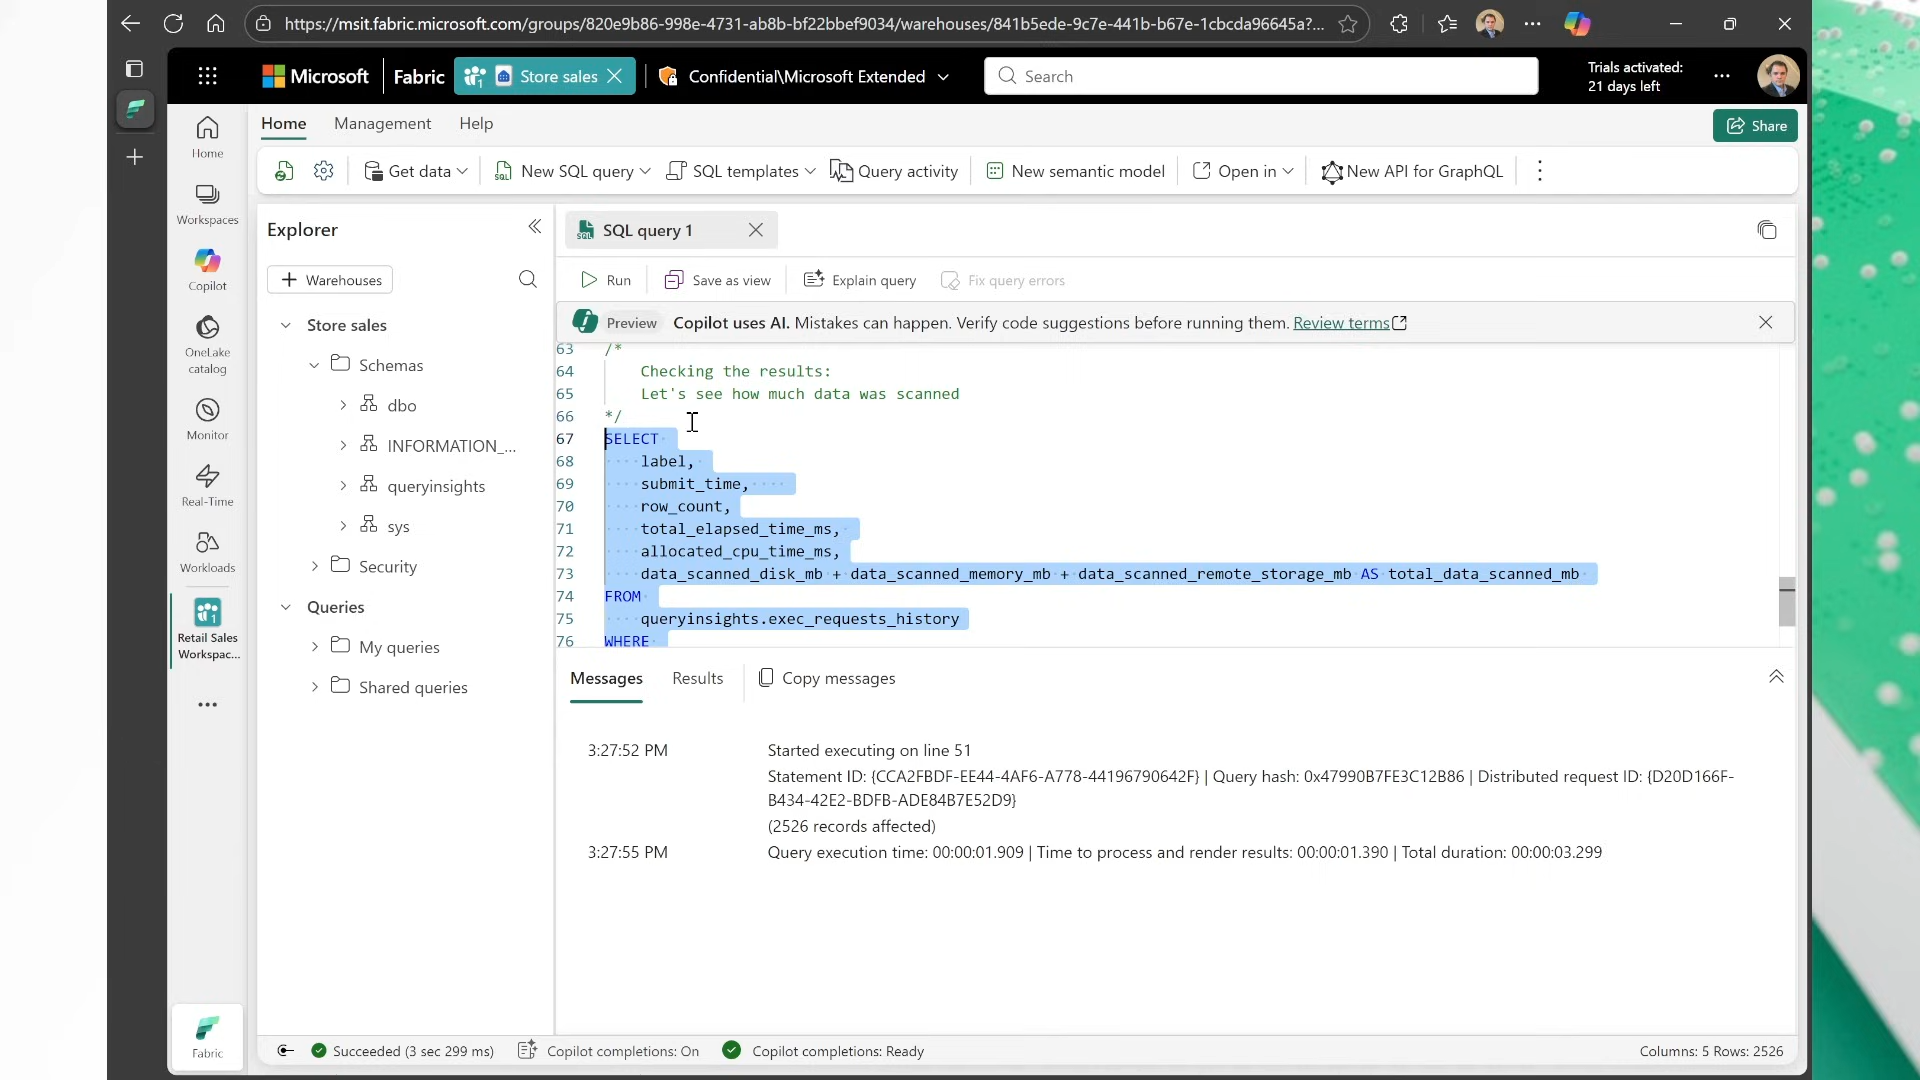 https://msit.fabric.microsoft.com/groups/820e9b86-998e-4731-ab8b-bf22bbef9034/warehouses/841b5ede-9c7e-441b-b67e-1cbcda96645a?...
Microsoft
Fabric
Store sales
Confidential\Microsoft Extended
Search
Trials activated:
21 days left
Home
Management
Help
Share
Get data
New SQL query
SQL templates
Query activity
New semantic model
Open in
New API for GraphQL
Home
Workspaces
Copilot
OneLake
catalog
Monitor
Real-Time
Workloads
Retail Sales
Workspac...
Fabric
Explorer
Warehouses
Store sales
Schemas
dbo
INFORMATION_...
queryinsights
sys
Security
Queries
My queries
Shared queries
SQL query 1
Run
Save as view
Explain query
Fix query errors
Preview
Copilot uses AI. Mistakes can happen. Verify code suggestions before running them. Review terms
63 /*
64 Checking the results:
65 Let's see how much data was scanned
66 */
67 SELECT
68 label,
69 submit_time,
70 row_count,
71 total_elapsed_time_ms,
72 allocated_cpu_time_ms,
73 data_scanned_disk_mb + data_scanned_memory_mb + data_scanned_remote_storage_mb AS total_data_scanned_mb
74 FROM
75 queryinsights.exec_requests_history
76 WHERE
Messages
Results
Copy messages
3:27:52 PM
Started executing on line 51
Statement ID: {CCA2FBDF-EE44-4AF6-A778-44196790642F} | Query hash: 0x47990B7FE3C12B86 | Distributed request ID: {D20D166F-
B434-42E2-BDFB-ADE84B7E52D9}
(2526 records affected)
3:27:55 PM
Query execution time: 00:00:01.909 | Time to process and render results: 00:00:01.390 | Total duration: 00:00:03.299
Succeeded (3 sec 299 ms)
Copilot completions: On
Copilot completions: Ready
Columns: 5 Rows: 2526